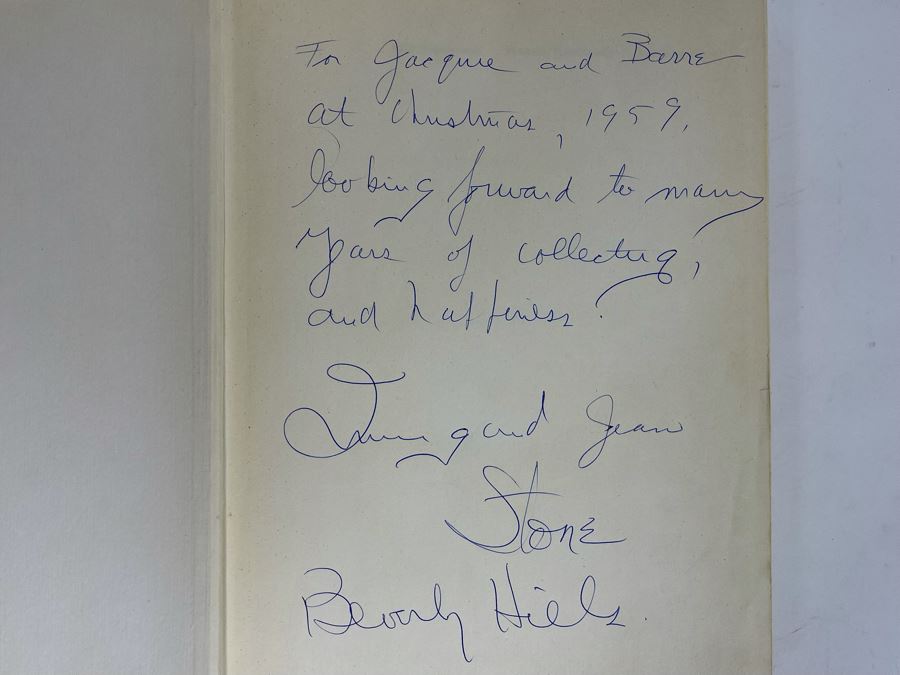 For Jacquie and Barre
at Christmas, 1959,
looking forward to many
years of collecting,
and happiness.
Irving and Jean
Stone
Beverly Hills.